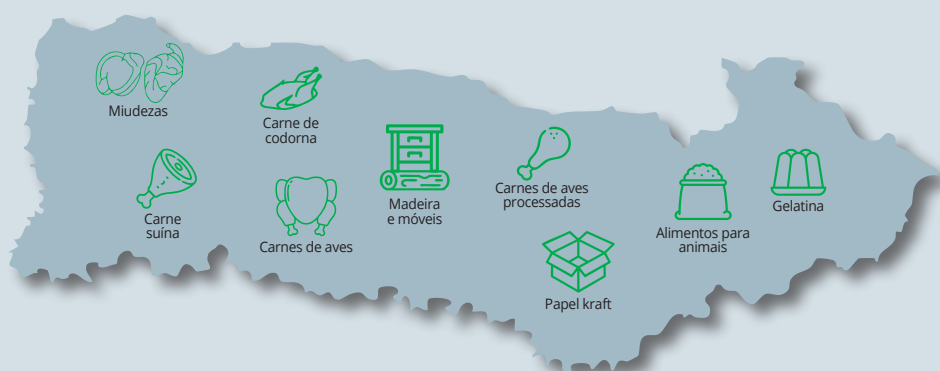 Miudezas
Carne de
codorna
Carne
suína
Carnes de aves
Madeira
e móveis
Carnes de aves
processadas
Papel kraft
Alimentos para
animais
Gelatina